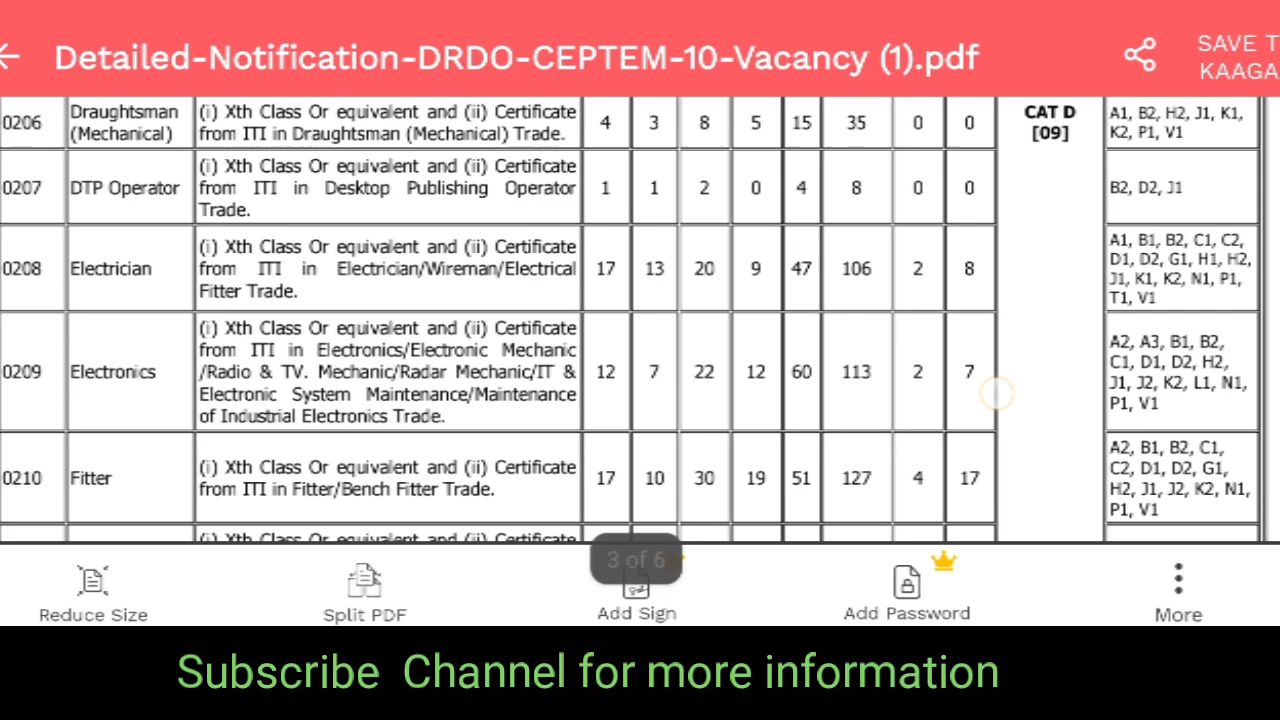 Detailed-Notification-DRDO-CEPTEM-10-Vacancy (1).pdf
SAVE T
KAAGA
0206
Draughtsman
(Mechanical)
(i) Xth Class Or equivalent and (ii) Certificate
from ITI in Draughtsman (Mechanical) Trade.
4 3 8 5 15 35 0 0
CAT D
[09]
A1, B2, H2, J1, K1,
K2, P1, V1
0207
DTP Operator
(i) Xth Class Or equivalent and (ii) Certificate
from ITI in Desktop Publishing Operator
Trade.
1 1 2 0 4 8 0 0
B2, D2, J1
0208
Electrician
(i) Xth Class Or equivalent and (ii) Certificate
from ITI in Electrician/Wireman/Electrical
Fitter Trade.
17 13 20 9 47 106 2 8
A1, B1, B2, C1, C2,
D1, D2, G1, H1, H2,
J1, K1, K2, N1, P1,
T1, V1
0209
Electronics
(i) Xth Class Or equivalent and (ii) Certificate
from ITI in Electronics/Electronic Mechanic
/Radio & TV. Mechanic/Radar Mechanic/IT &
Electronic System Maintenance/Maintenance
of Industrial Electronics Trade.
12 7 22 12 60 113 2 7
A2, A3, B1, B2,
C1, D1, D2, H2,
J1, J2, K2, L1, N1,
P1, V1
0210
Fitter
(i) Xth Class Or equivalent and (ii) Certificate
from ITI in Fitter/Bench Fitter Trade.
17 10 30 19 51 127 4 17
A2, B1, B2, C1,
C2, D1, D2, G1,
H2, J1, J2, K2, N1,
P1, V1
(i) Xth Class Or equivalent and (ii) Certificate
3 of 6
Reduce Size
Split PDF
Add Sign
Add Password
More
Subscribe Channel for more information